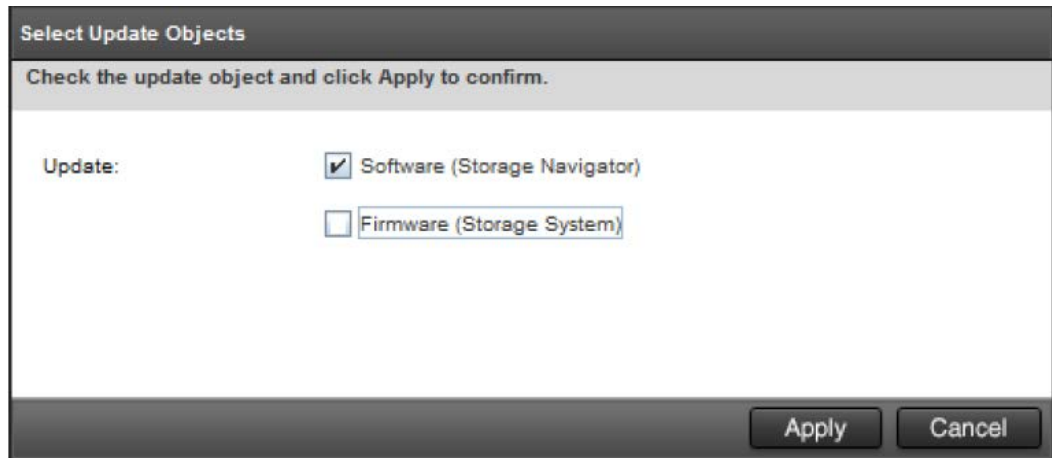 Select Update Objects
Check the update object and click Apply to confirm.
Update:
Software (Storage Navigator)
Firmware (Storage System)
Apply Cancel